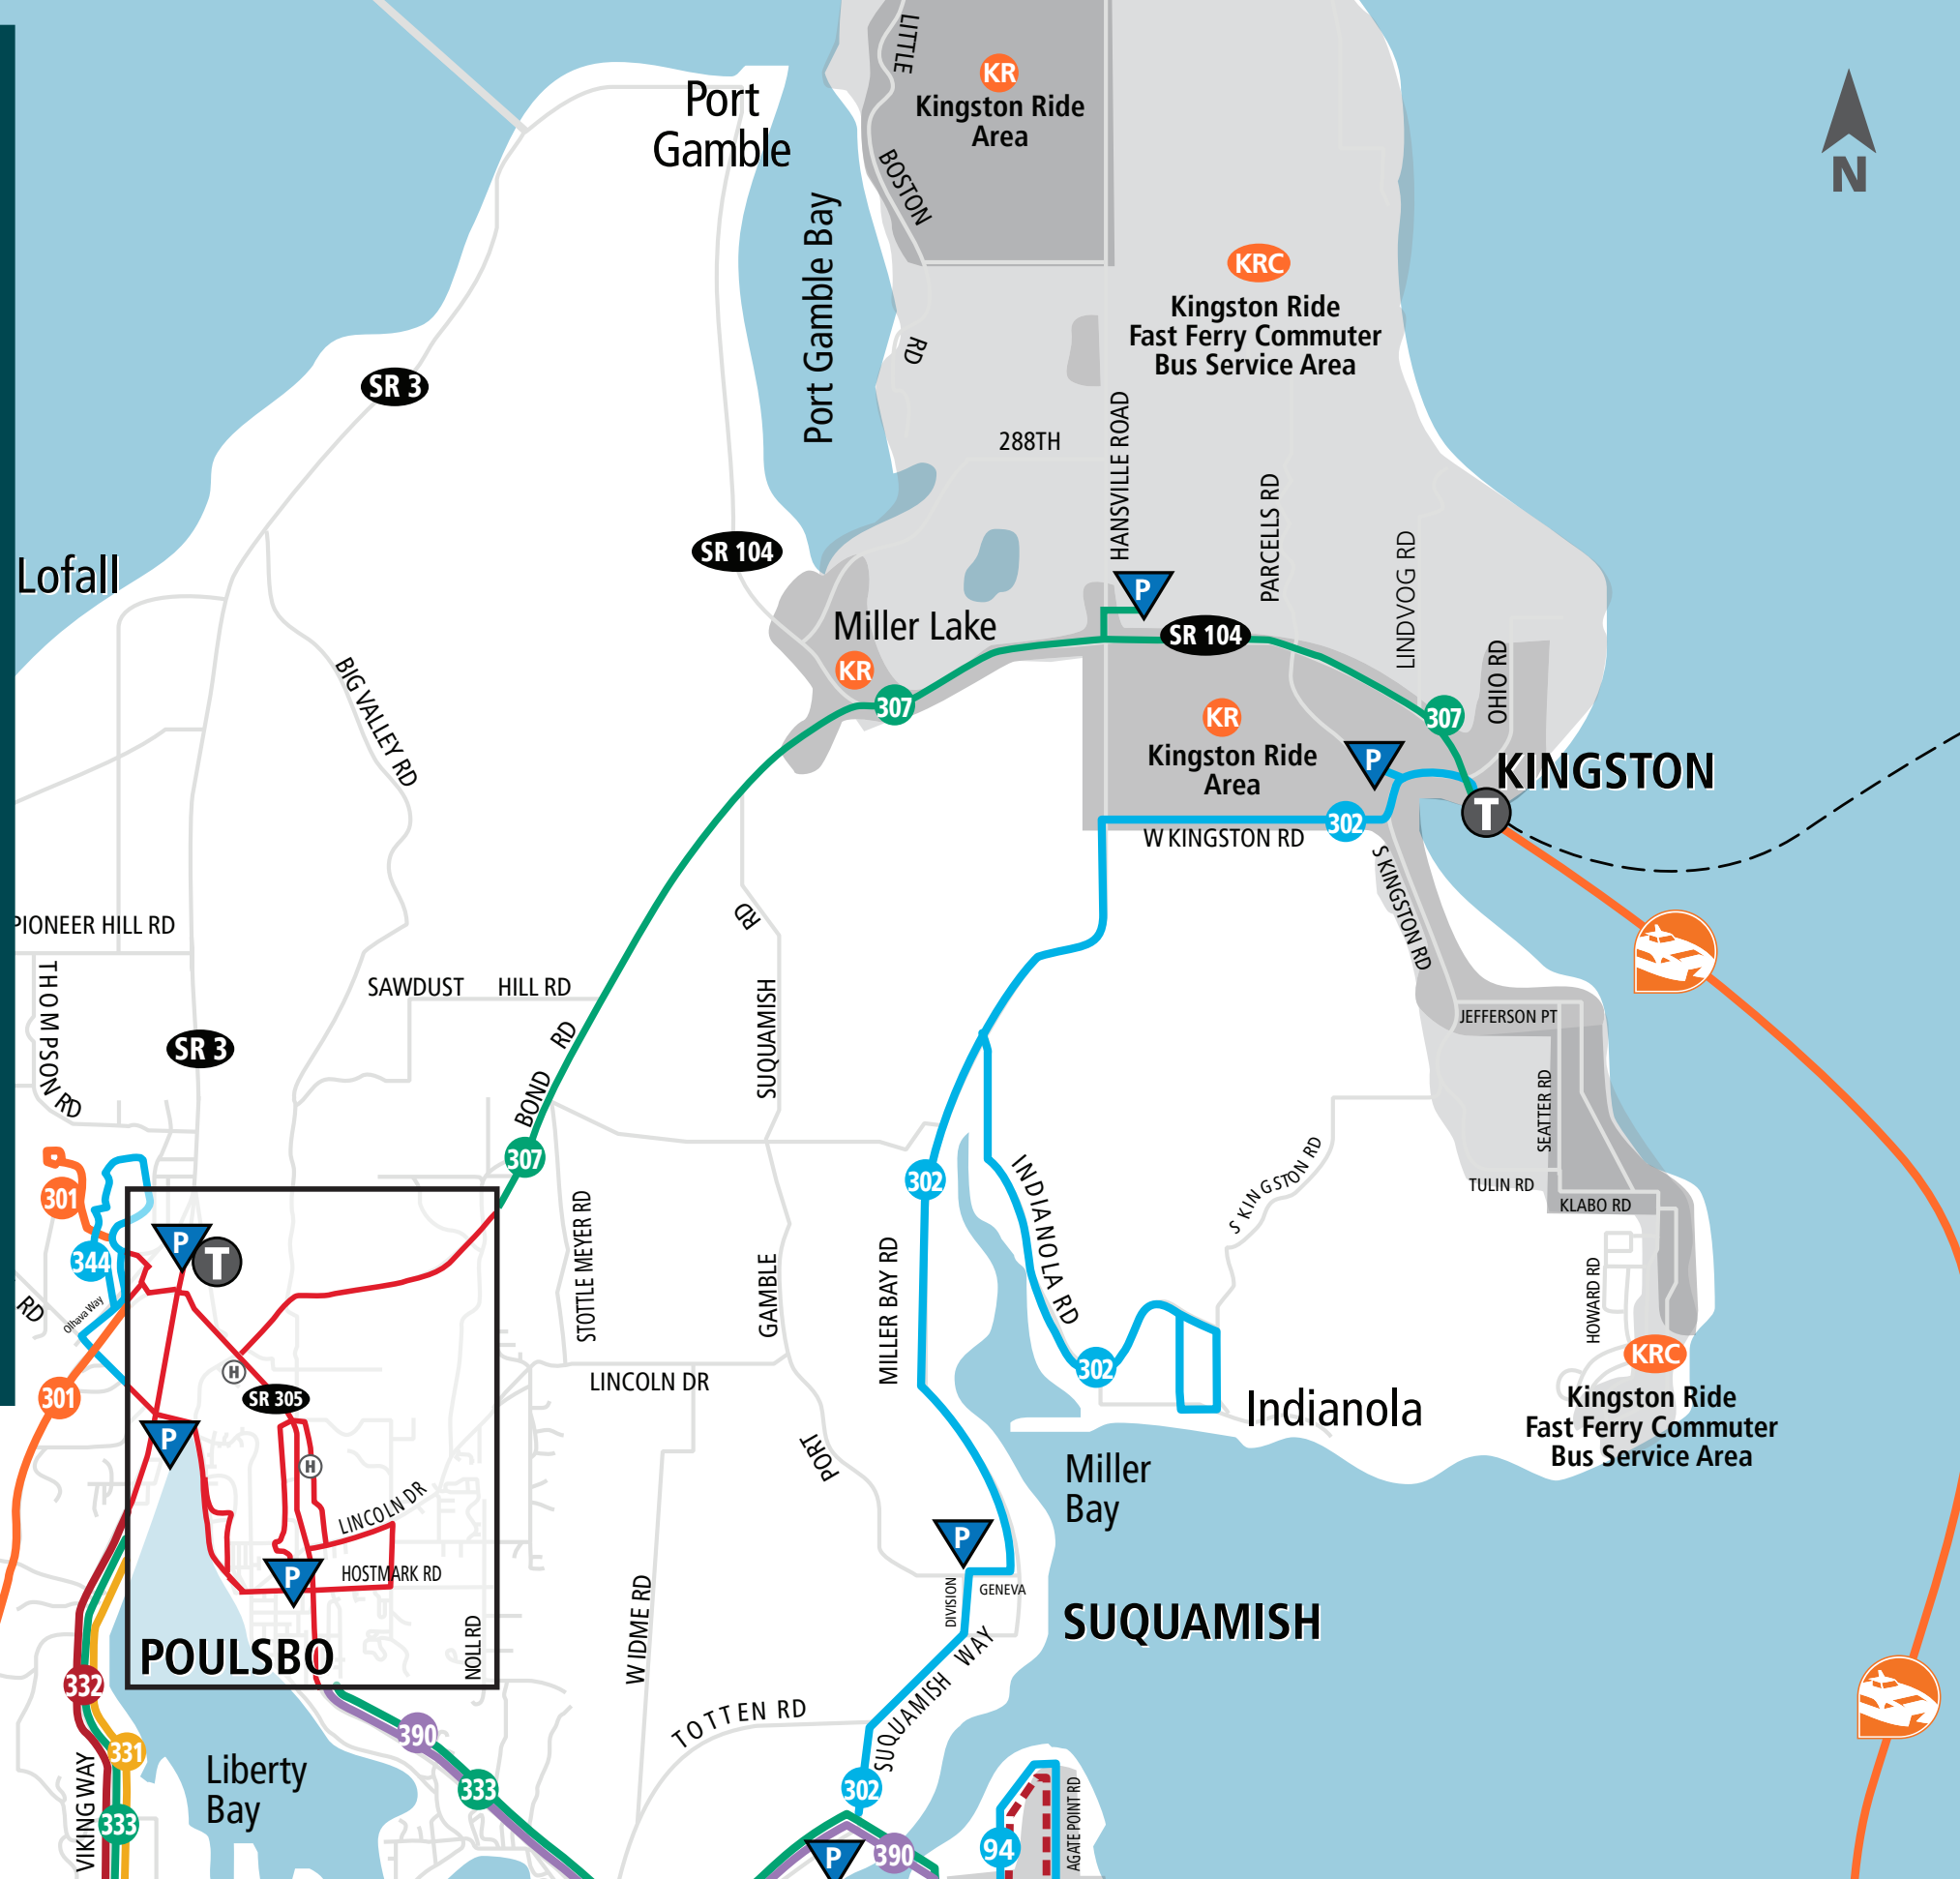 LITTLE
KR
Kingston Ride
Area
Port
Gamble
BOSTON
N
Port Gamble Bay
KRC
Kingston Ride
Fast Ferry Commuter
Bus Service Area
RD
SR 3
HANSVILLE ROAD
288TH
PARCELLS RD
LINDVOG RD
SR 104
Lofall
P
Miller Lake
SR 104
KR
OHIO RD
BIG VALLEY RD
307
KR
307
Kingston Ride
Area
P
KINGSTON
T
302
W KINGSTON RD
S KINGSTON RD
RD
PIONEER HILL RD
THOMPSON RD
SAWDUST HILL RD
SUQUAMISH
BOND RD
JEFFERSON PT
SR 3
SEATTER RD
307
302
INDIANOLA RD
S KINGSTON RD
TULIN RD
KLABO RD
301
P
T
344
STOTTLE MEYER RD
GAMBLE
MILLER BAY RD
HOWARD RD
RD
Olhava Way
H
SR 305
301
LINCOLN DR
302
KRC
Indianola
Kingston Ride
Fast Ferry Commuter
Bus Service Area
P
H
PORT
Miller
Bay
LINCOLN DR
P
P
HOSTMARK RD
DIVISION
GENEVA
W IDME RD
SUQUAMISH
NOLL RD
POULSBO
332
SUQUAMISH WAY
TOTTEN RD
390
331
VIKING WAY
Liberty
Bay
333
302
333
AGATE POINT RD
P
390
94